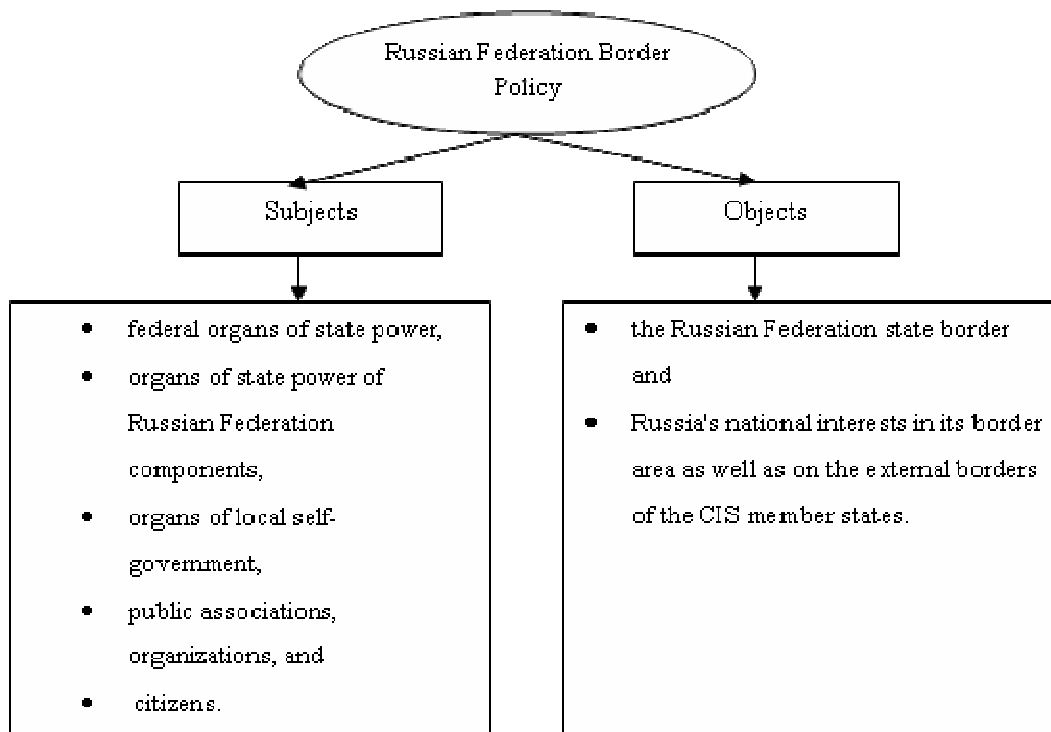 Russian Federation Border
Policy
Subjects
Objects
• federal organs of state power,
• organs of state power of
Russian Federation
components,
• organs of local self-
government,
• public associations,
organizations, and
• citizens.
• the Russian Federation state border
and
• Russia's national interests in its border
area as well as on the external borders
of the CIS member states.